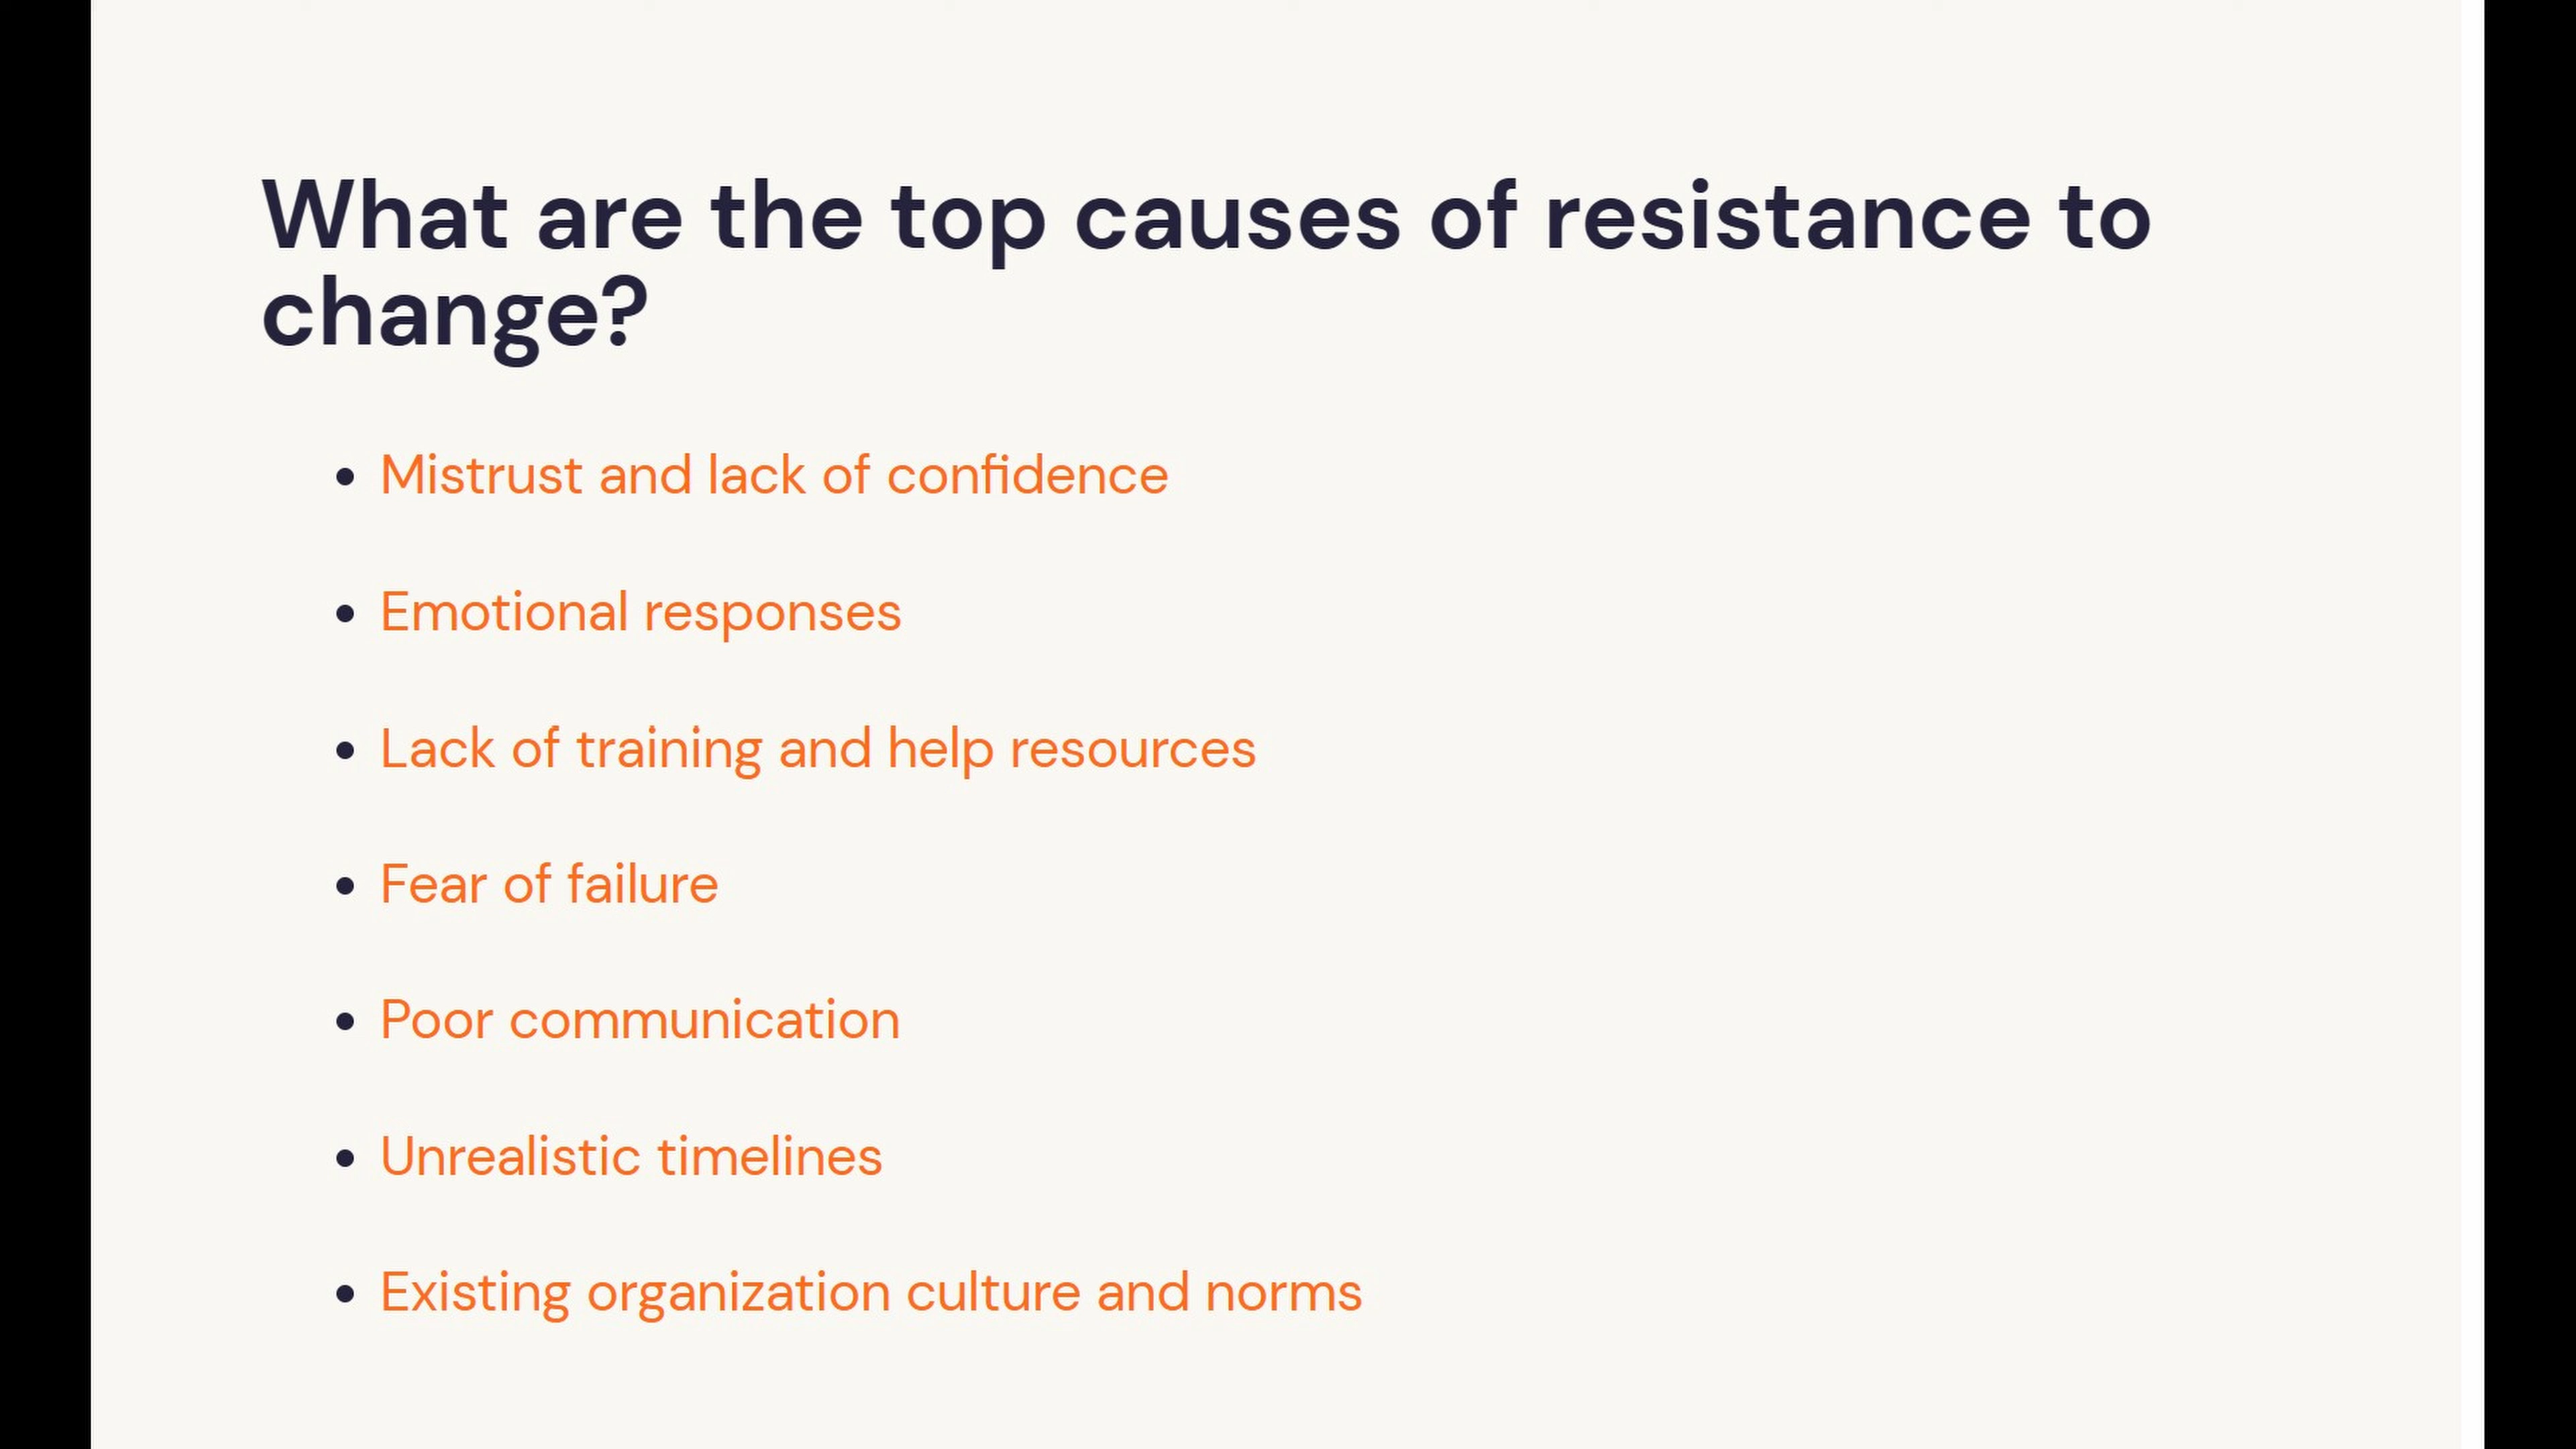 What are the top causes of resistance to
change?
• Mistrust and lack of confidence
• Emotional responses
• Lack of training and help resources
• Fear of failure
• Poor communication
• Unrealistic timelines
• Existing organization culture and norms